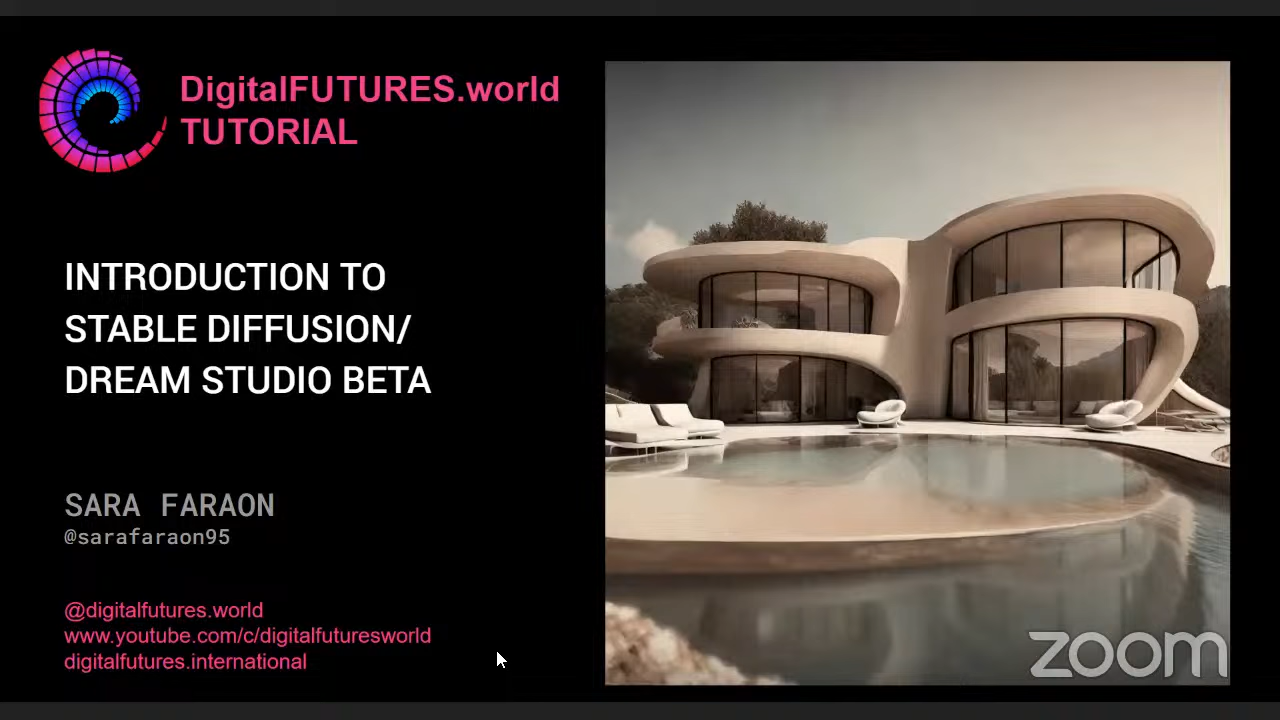 DigitalFUTURES.world
TUTORIAL
INTRODUCTION TO
STABLE DIFFUSION/
DREAM STUDIO BETA
SARA FARAON
@sarafaraon95
@digitalfutures.world
www.youtube.com/c/digitalfuturesworld
digitalfutures.international
zoom